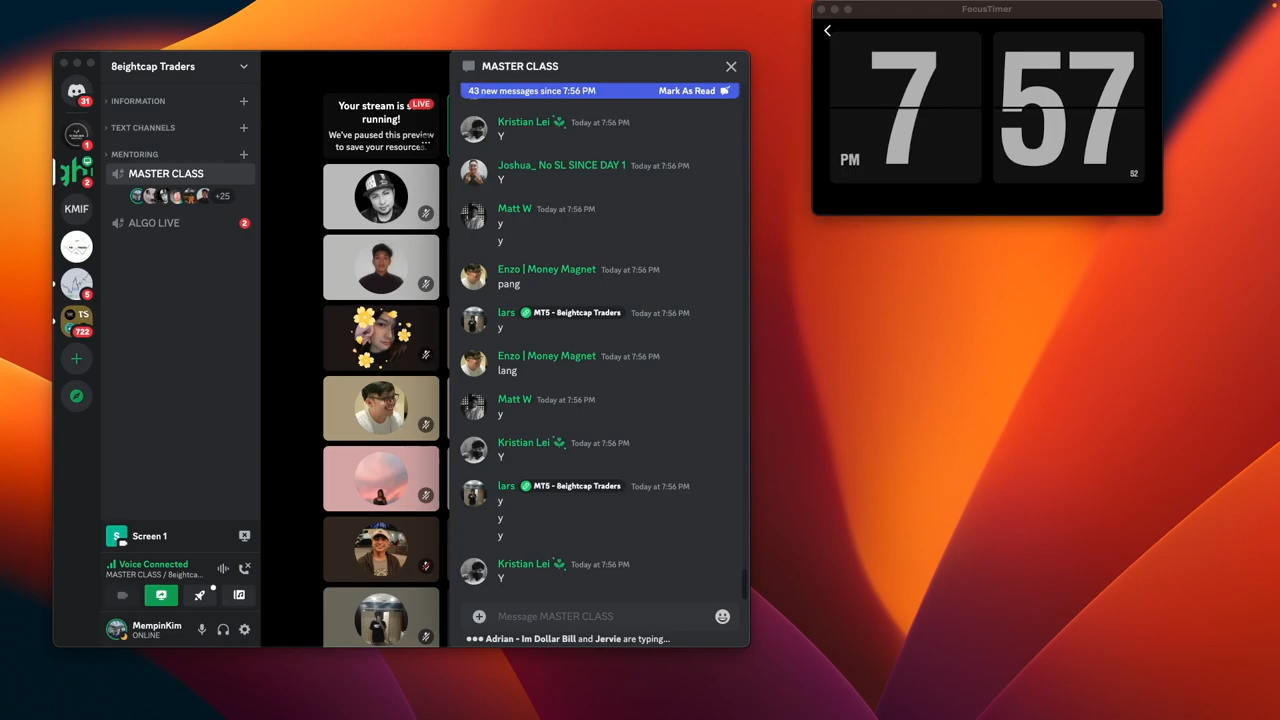 FocusTimer
7
57
PM
52
8eightcap Traders
INFORMATION
TEXT CHANNELS
MENTORING
MASTER CLASS
+25
ALGO LIVE
2
31
1
2
KMIF
5
TS
722
Screen 1
Voice Connected
MASTER CLASS / 8eightca...
MempinKim
ONLINE
LIVE
We've paused this preview
to save your resources.
MASTER CLASS
43 new messages since 7:56 PM
Mark As Read
Kristian Lei Today at 7:56 PM
Y
Joshua_ No SL SINCE DAY 1 Today at 7:56 PM
Y
Matt W Today at 7:56 PM
y
y
Enzo | Money Magnet Today at 7:56 PM
pang
lars MT5 - 8eightcap Traders Today at 7:56 PM
y
Enzo | Money Magnet Today at 7:56 PM
lang
Matt W Today at 7:56 PM
y
Kristian Lei Today at 7:56 PM
Y
lars MT5 - 8eightcap Traders Today at 7:56 PM
y
y
y
Kristian Lei Today at 7:56 PM
Y
Message MASTER CLASS
Adrian - Im Dollar Bill and Jervie are typing...